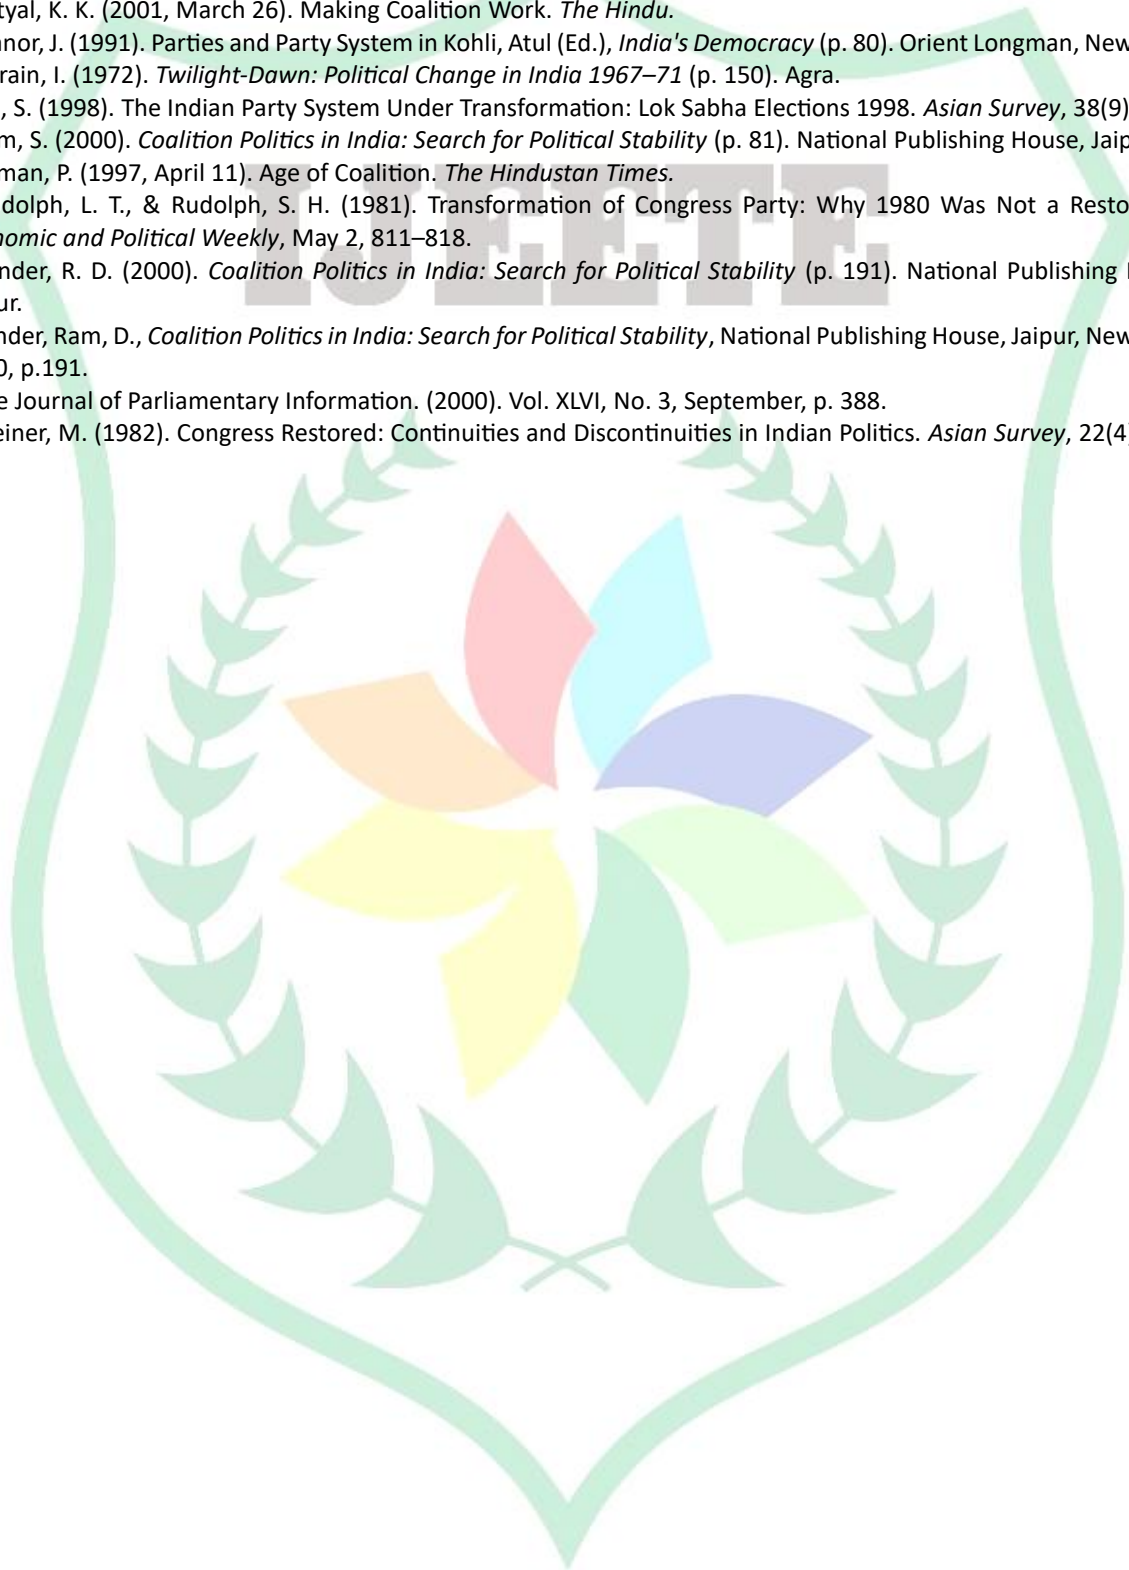 tyal, K. K. (2001, March 26). Making Coalition Work. The Hindu.
nor, J. (1991). Parties and Party System in Kohli, Atul (Ed.), India's Democracy (p. 80). Orient Longman, New
rain, I. (1972). Twilight-Dawn: Political Change in India 1967–71 (p. 150). Agra.
, S. (1998). The Indian Party System Under Transformation: Lok Sabha Elections 1998. Asian Survey, 38(9)
m, S. (2000). Coalition Politics in India: Search for Political Stability (p. 81). National Publishing House, Jaip
man, P. (1997, April 11). Age of Coalition. The Hindustan Times.
dolph, L. T., & Rudolph, S. H. (1981). Transformation of Congress Party: Why 1980 Was Not a Resto
nomic and Political Weekly, May 2, 811–818.
nder, R. D. (2000). Coalition Politics in India: Search for Political Stability (p. 191). National Publishing
ur.
nder, Ram, D., Coalition Politics in India: Search for Political Stability, National Publishing House, Jaipur, New
0, p.191.
e Journal of Parliamentary Information. (2000). Vol. XLVI, No. 3, September, p. 388.
einer, M. (1982). Congress Restored: Continuities and Discontinuities in Indian Politics. Asian Survey, 22(4)
IJEETE